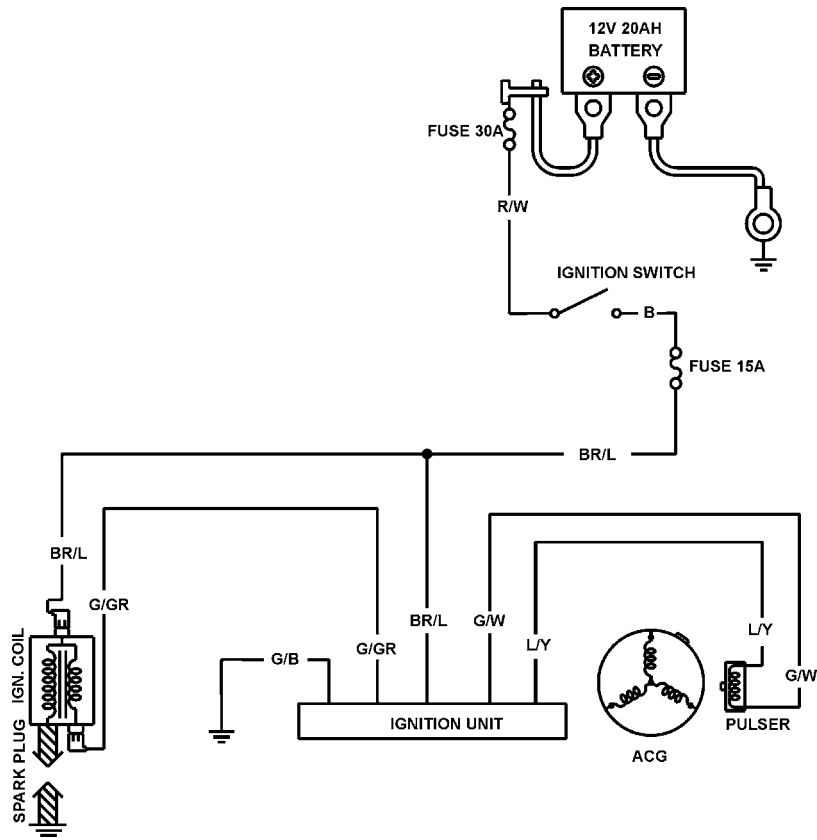 12V 20AH
BATTERY
FUSE 30A
R/W
IGNITION SWITCH
B
FUSE 15A
BR/L
BR/L
G/GR
BR/L
G/W
L/Y
L/Y
G/B
G/GR
G/W
IGN. COIL
SPARK PLUG
IGNITION UNIT
PULSER
ACG